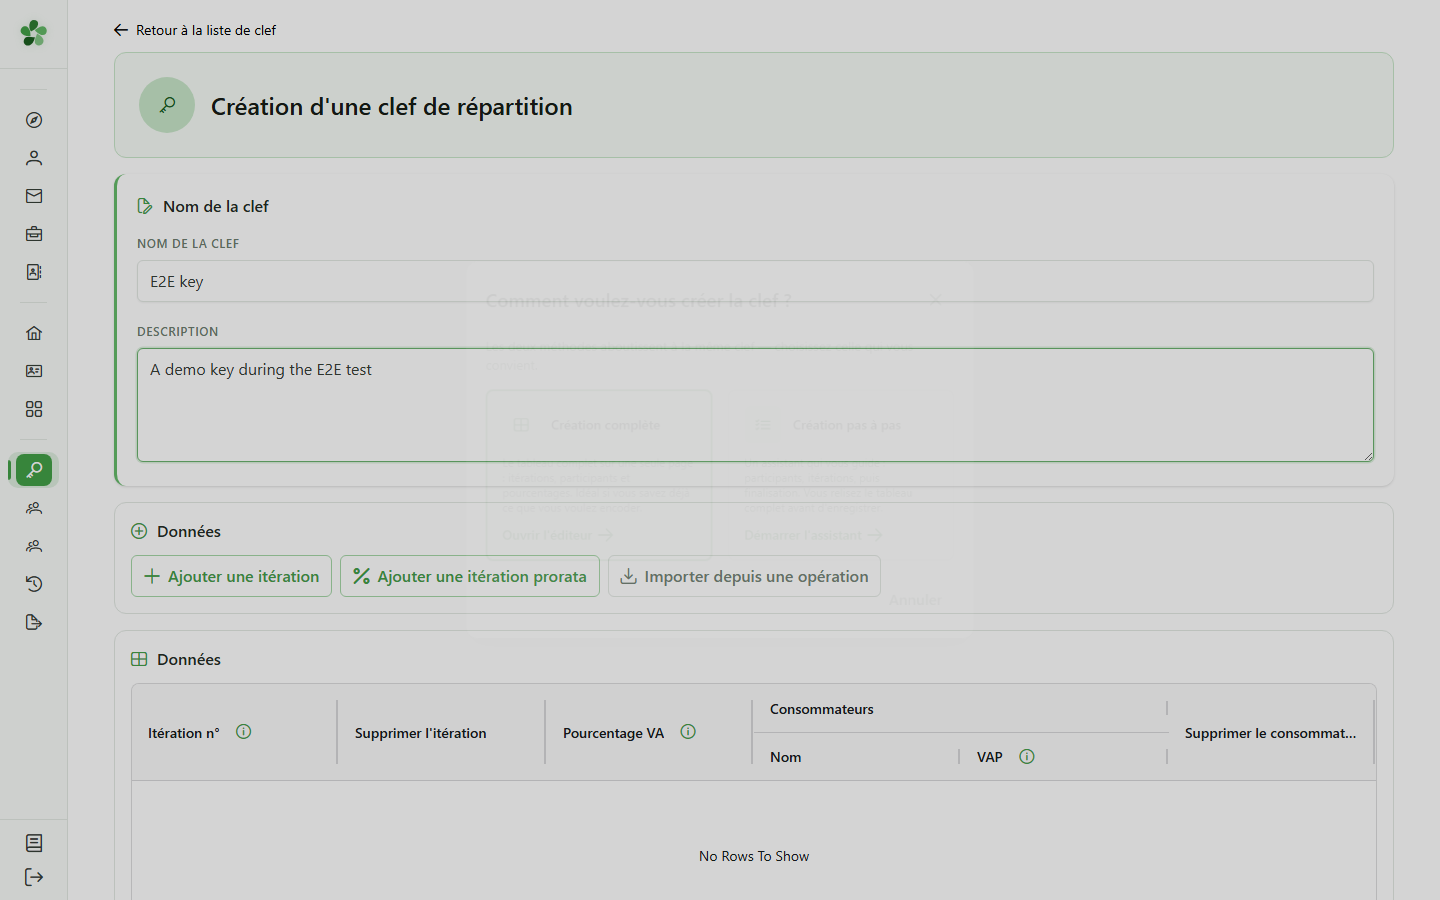 Retour à la liste de clef
Création d'une clef de répartition
Nom de la clef
NOM DE LA CLEF
E2E key
Comment voulez-vous créer la clef ?
DESCRIPTION
A demo key during the E2E test
Création complète
Création pas à pas
Ouvrir l'éditeur
Démarrer l'assistant
Données
Ajouter une itération
Ajouter une itération prorata
Importer depuis une opération
Annuler
Données
Itération n°
Supprimer l'itération
Pourcentage VA
Consommateurs
Nom
VAP
Supprimer le consommat...
No Rows To Show